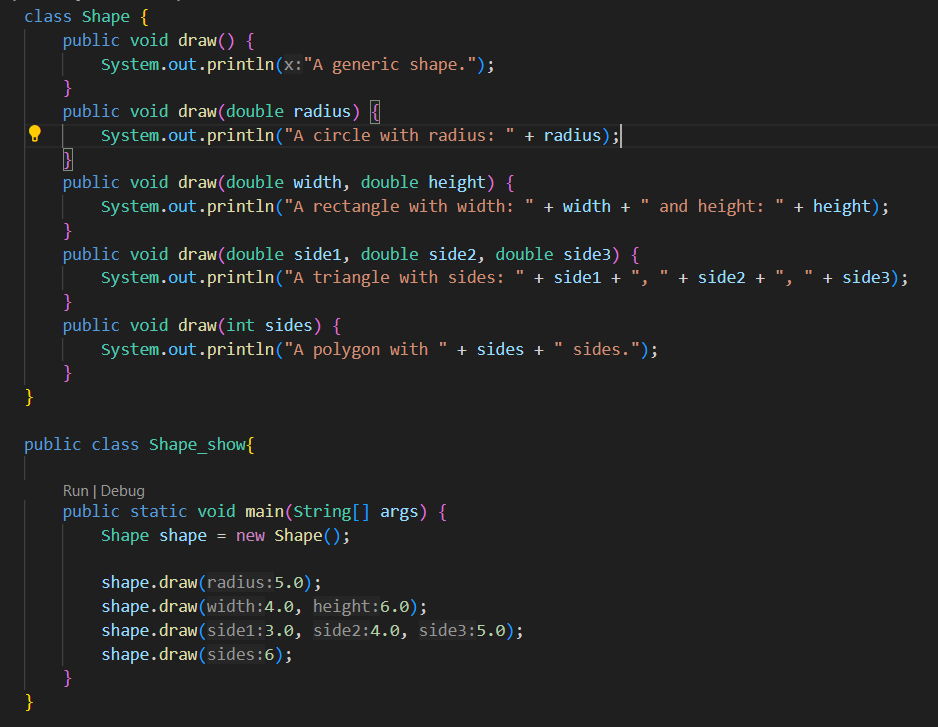 class Shape {
    public void draw() {
        System.out.println(x:"A generic shape.");
    }
    public void draw(double radius) {
        System.out.println("A circle with radius: " + radius);
    }
    public void draw(double width, double height) {
        System.out.println("A rectangle with width: " + width + " and height: " + height);
    }
    public void draw(double side1, double side2, double side3) {
        System.out.println("A triangle with sides: " + side1 + ", " + side2 + ", " + side3);
    }
    public void draw(int sides) {
        System.out.println("A polygon with " + sides + " sides.");
    }
}
public class Shape_show{
    Run | Debug
    public static void main(String[] args) {
        Shape shape = new Shape();
        shape.draw(radius:5.0);
        shape.draw(width:4.0, height:6.0);
        shape.draw(side1:3.0, side2:4.0, side3:5.0);
        shape.draw(sides:6);
    }
}